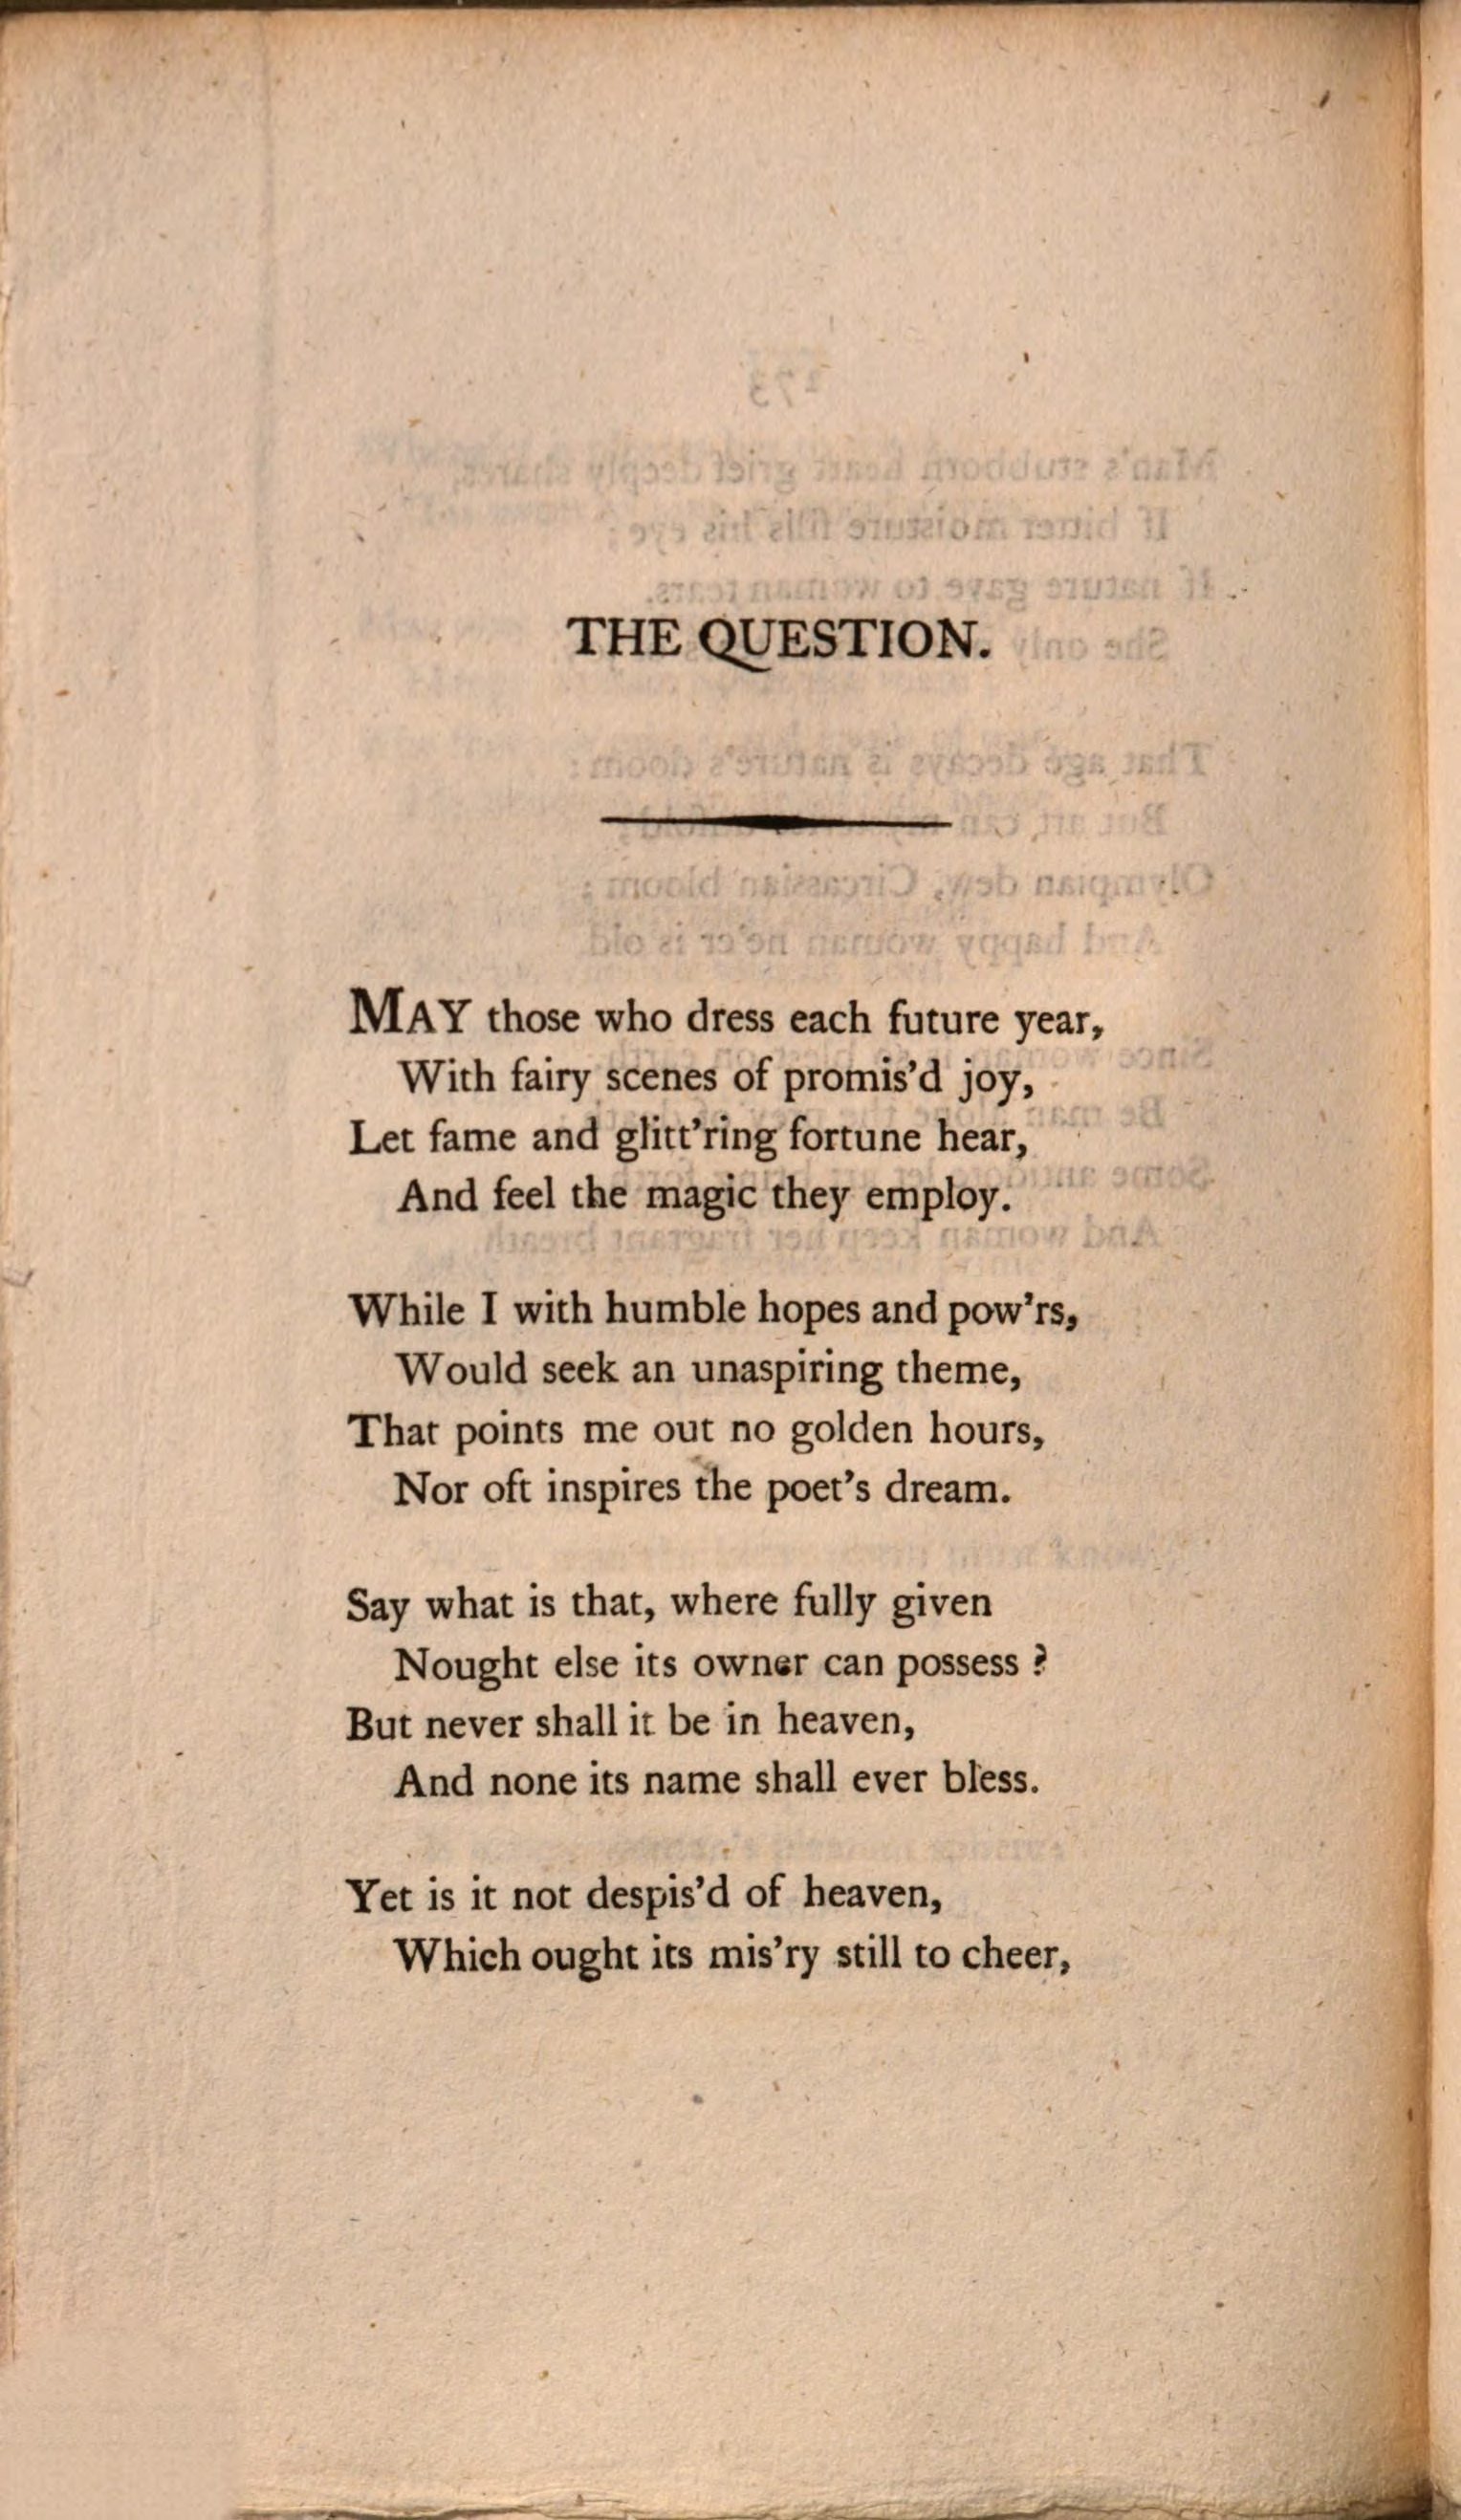 THE QUESTION.
MAY those who dress each future year,
With fairy scenes of promis'd joy,
Let fame and glitt'ring fortune hear,
And feel the magic they employ.
While I with humble hopes and pow'rs,
Would seek an unaspiring theme,
That points me out no golden hours,
Nor oft inspires the poet's dream.
Say what is that, where fully given
Nought else its owner can possess ?
But never shall it be in heaven,
And none its name shall ever bless.
Yet is it not despis'd of heaven,
Which ought its mis'ry still to cheer,